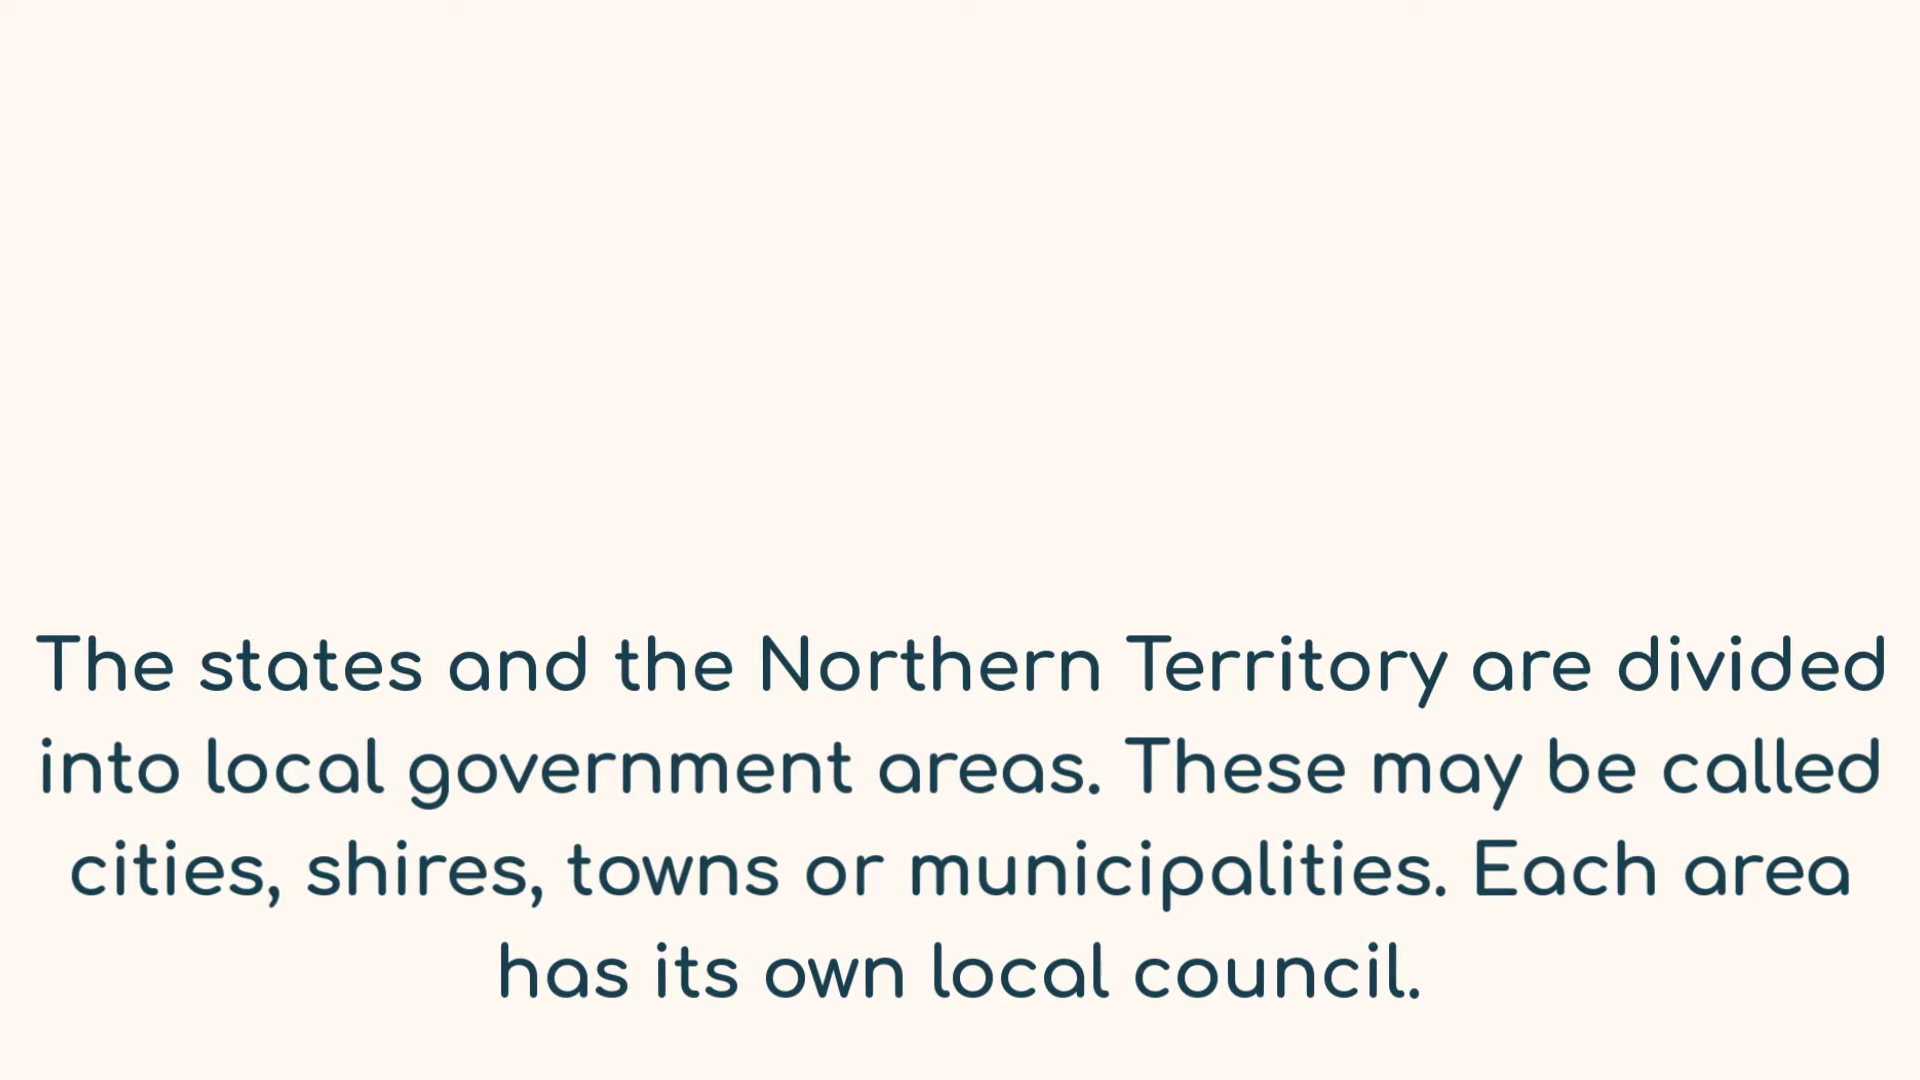 The states and the Northern Territory are divided
into local government areas. These may be called
cities, shires, towns or municipalities. Each area
has its own local council.